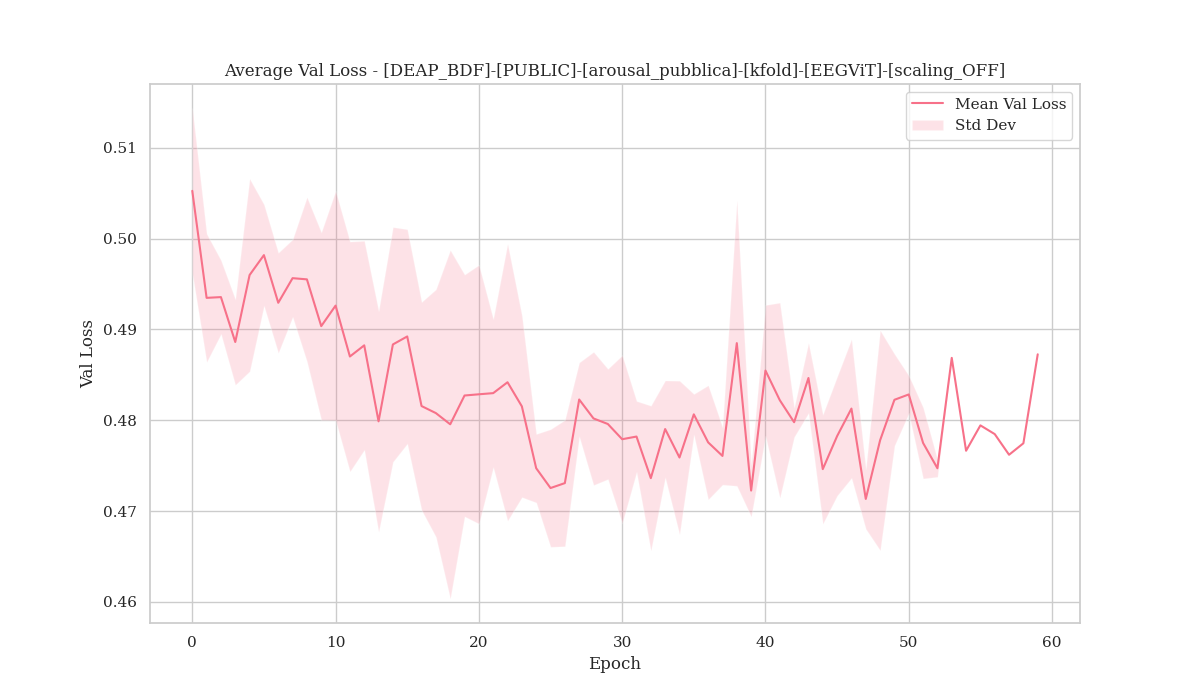 Average Val Loss - [DEAP_BDF]-[PUBLIC]-[arousal_pubblica]-[kfold]-[EEGViT]-[scaling_OFF]
Mean Val Loss
Std Dev
0.51
0.50
0.49
0.48
0.47
0.46
Val Loss
0 10 20 30 40 50 60
Epoch